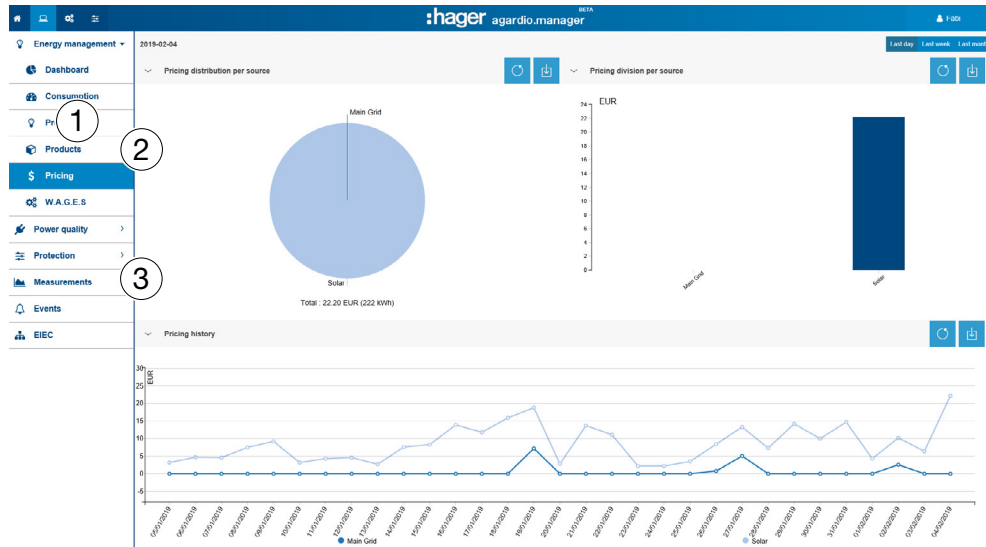 BETA
:hager agardio.manager
Energy management
2019-02-04
Last day Last week Last mont
Dashboard
Pricing distribution per source
Pricing division per source
Consumption
1
Products
2
Pricing
W.A.G.E.S
Power quality
Protection
Measurements
3
Events
EIEC
Main Grid
Solar
Total : 22.20 EUR (222 kWh)
EUR
24
22
20
18
16
14
12
10
8
6
4
2
0
Main Grid
Solar
Pricing history
EUR
30
25
20
15
10
5
0
-5
05/01/2019
06/01/2019
07/01/2019
08/01/2019
09/01/2019
10/01/2019
11/01/2019
12/01/2019
13/01/2019
14/01/2019
15/01/2019
16/01/2019
17/01/2019
18/01/2019
19/01/2019
20/01/2019
21/01/2019
22/01/2019
23/01/2019
24/01/2019
25/01/2019
26/01/2019
27/01/2019
28/01/2019
29/01/2019
30/01/2019
31/01/2019
01/02/2019
02/02/2019
03/02/2019
04/02/2019
Main Grid
Solar